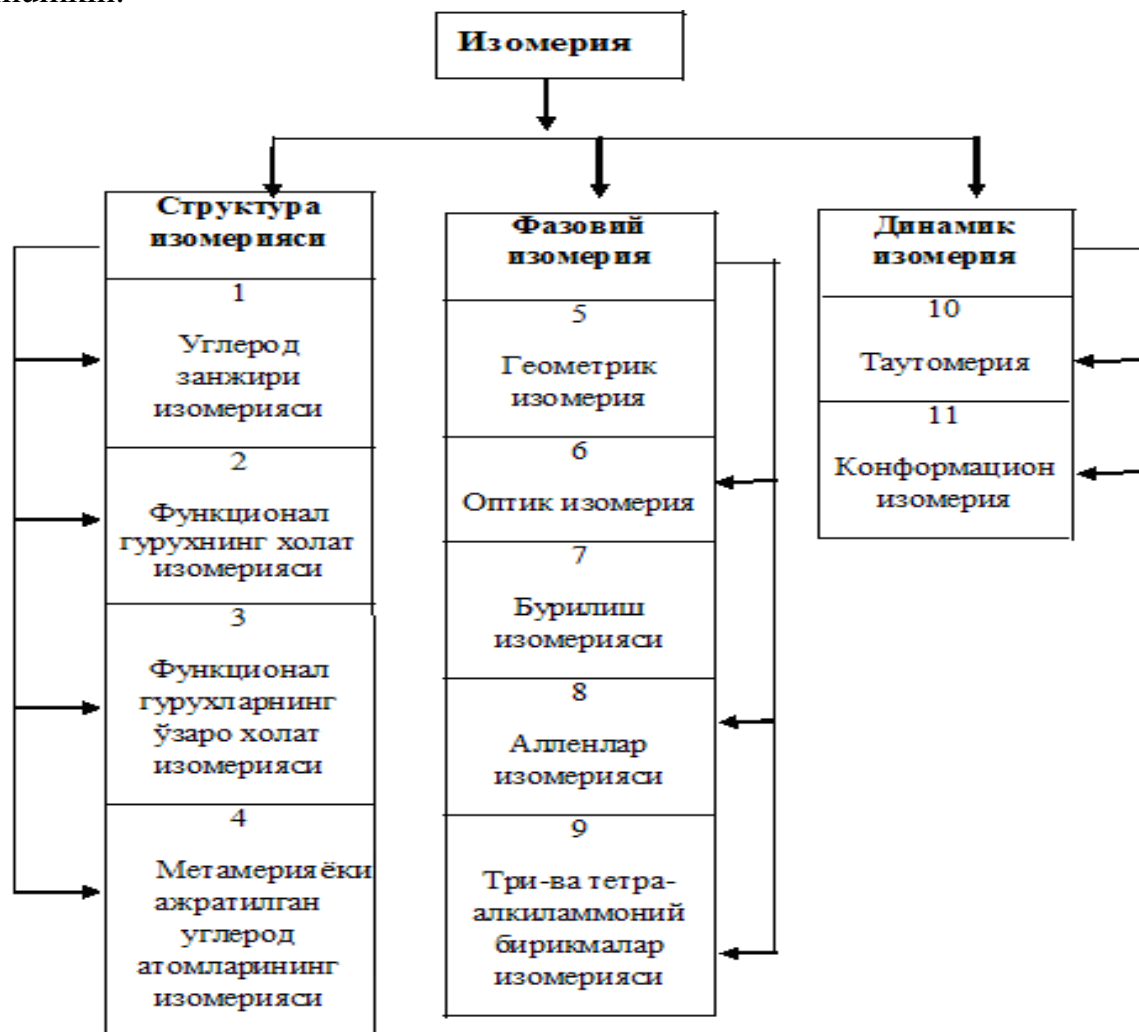 Изомерия
Структура
изомерияси
1
Углерод
занжири
изомерияси
2
Функционал
гурухнинг холат
изомерияси
3
Функционал
гурухларнинг
ўзаро холат
изомерияси
4
Метамерия ёки
ажратилган
углерод
атомларининг
изомерияси
Фазовий
изомерия
5
Геометрик
изомерия
6
Оптик изомерия
7
Бурилиш
изомерияси
8
Алленлар
изомерияси
9
Три-ва тетра-
алкиламмоний
бирикмалар
изомерияси
Динамик
изомерия
10
Таутомерия
11
Конформацион
изомерия